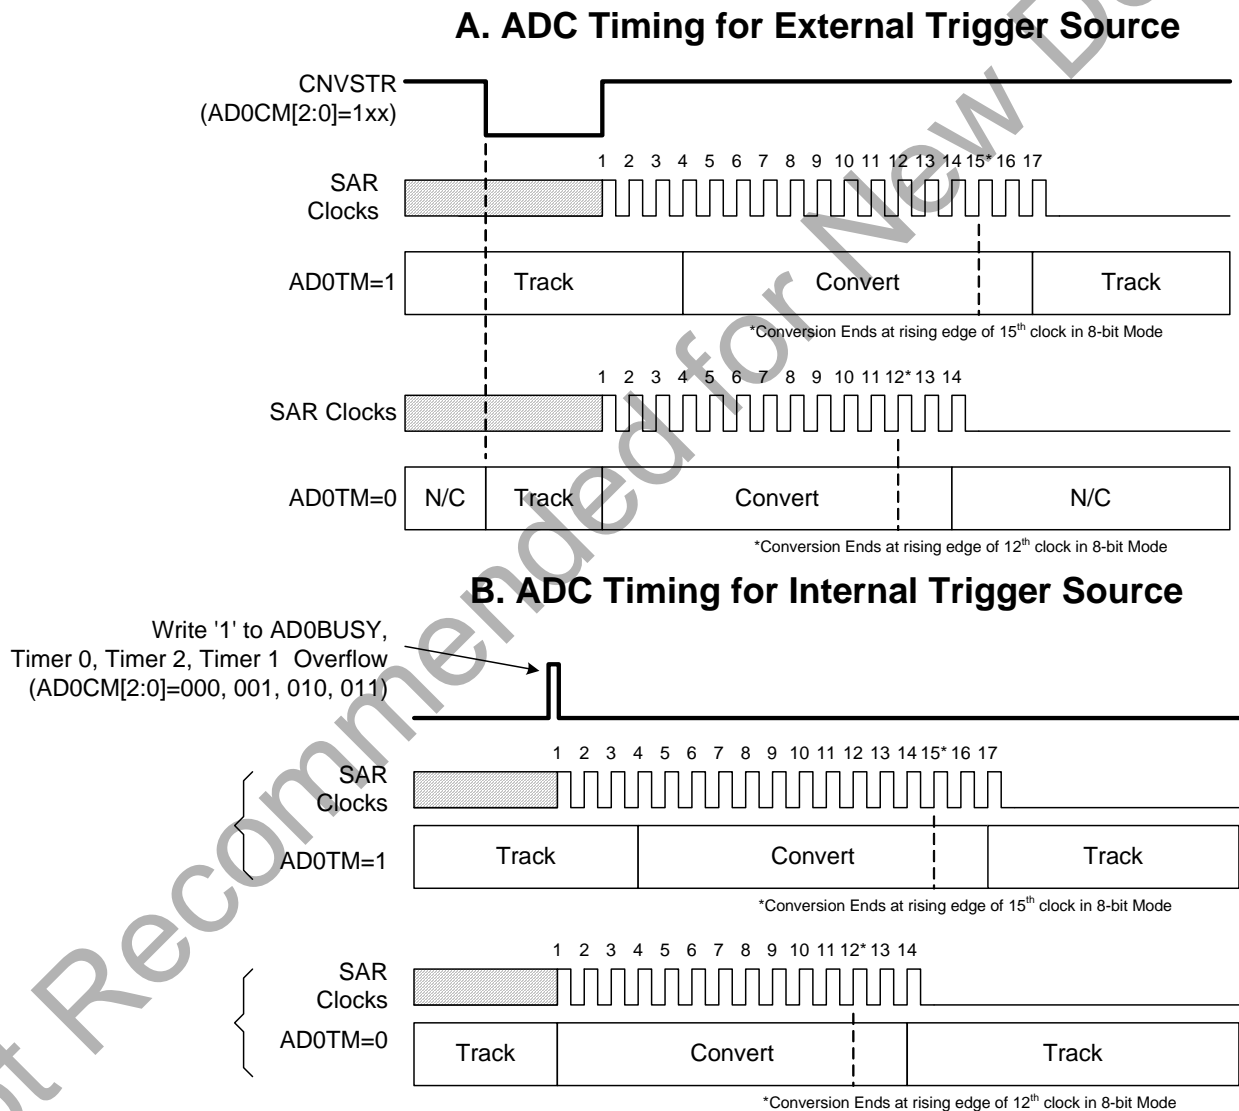 A. ADC Timing for External Trigger Source
CNVSTR
(AD0CM[2:0]=1xx)
1 2 3 4 5 6 7 8 9 10 11 12 13 14 15* 16 17
SAR
Clocks
AD0TM=1
Track
Convert
Track
*Conversion Ends at rising edge of 15th clock in 8-bit Mode
1 2 3 4 5 6 7 8 9 10 11 12* 13 14
SAR Clocks
AD0TM=0
N/C
Track
Convert
N/C
*Conversion Ends at rising edge of 12th clock in 8-bit Mode
B. ADC Timing for Internal Trigger Source
Write '1' to AD0BUSY,
Timer 0, Timer 2, Timer 1 Overflow
(AD0CM[2:0]=000, 001, 010, 011)
1 2 3 4 5 6 7 8 9 10 11 12 13 14 15* 16 17
SAR
Clocks
AD0TM=1
Track
Convert
Track
*Conversion Ends at rising edge of 15th clock in 8-bit Mode
1 2 3 4 5 6 7 8 9 10 11 12* 13 14
SAR
Clocks
AD0TM=0
Track
Convert
Track
*Conversion Ends at rising edge of 12th clock in 8-bit Mode
Recommended for New